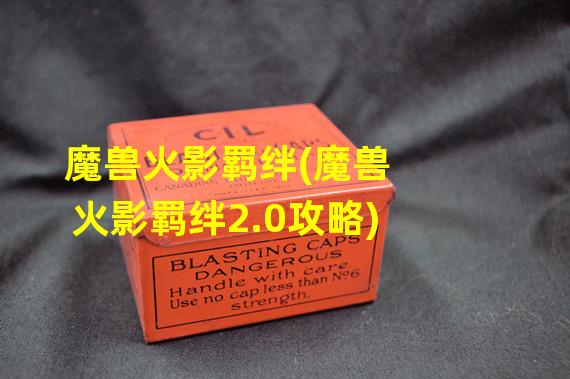 CIL
魔兽火影羁绊(魔兽
火影羁绊2.0攻略)
BLASTING CAPS
DANGEROUS
Handle with care
Use no cap less than No6
strength.